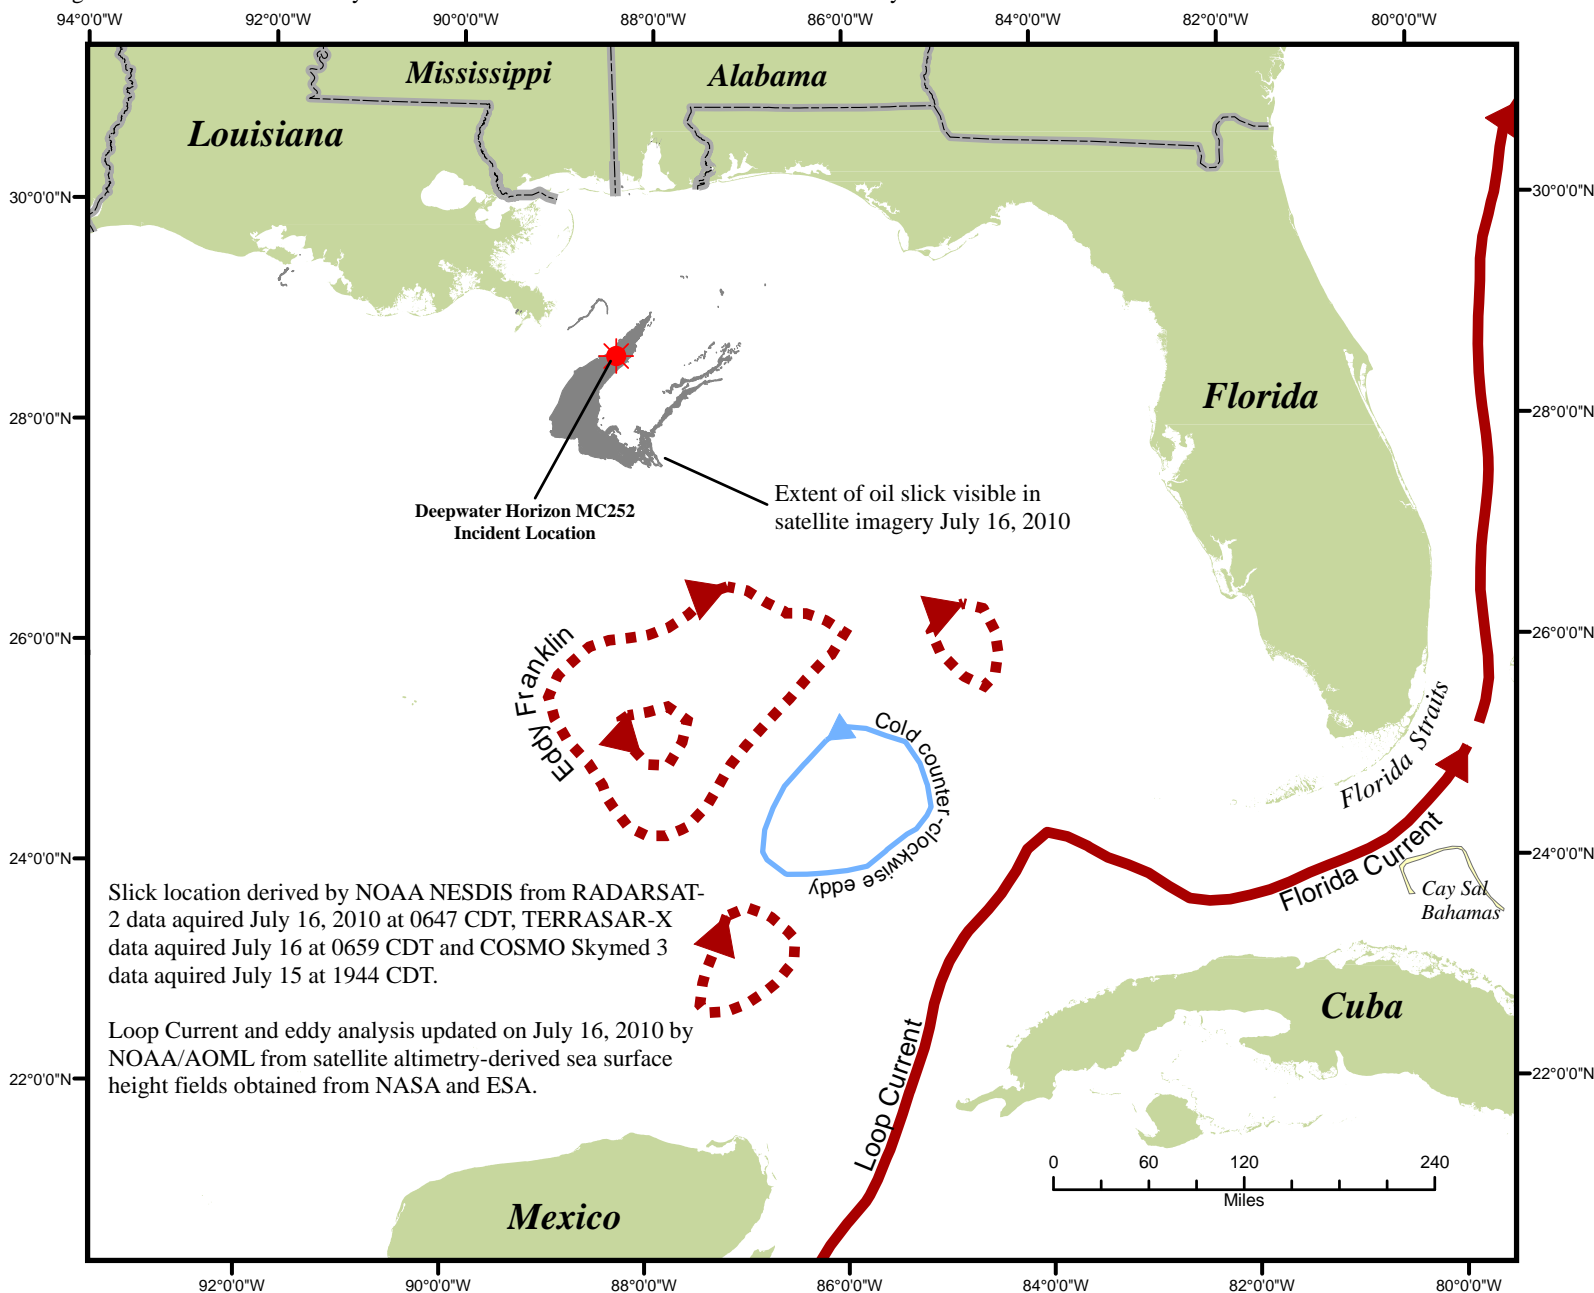 94°0'0"W 92°0'0"W 90°0'0"W 88°0'0"W 86°0'0"W 84°0'0"W 82°0'0"W 80°0'0"W
Mississippi
Alabama
Louisiana
30°0'0"N
30°0'0"N
Florida
28°0'0"N
28°0'0"N
Extent of oil slick visible in
satellite imagery July 16, 2010
Deepwater Horizon MC252
Incident Location
26°0'0"N
26°0'0"N
Eddy Franklin
Cold counter-clockwise eddy
Florida Straits
24°0'0"N
24°0'0"N
Florida Current
Cay Sal
Bahamas
Slick location derived by NOAA NESDIS from RADARSAT-
2 data aquired July 16, 2010 at 0647 CDT, TERRASAR-X
data aquired July 16 at 0659 CDT and COSMO Skymed 3
data aquired July 15 at 1944 CDT.
Cuba
Loop Current and eddy analysis updated on July 16, 2010 by
NOAA/AOML from satellite altimetry-derived sea surface
height fields obtained from NASA and ESA.
22°0'0"N
22°0'0"N
Loop Current
0 60 120 240
Miles
Mexico
92°0'0"W 90°0'0"W 88°0'0"W 86°0'0"W 84°0'0"W 82°0'0"W 80°0'0"W